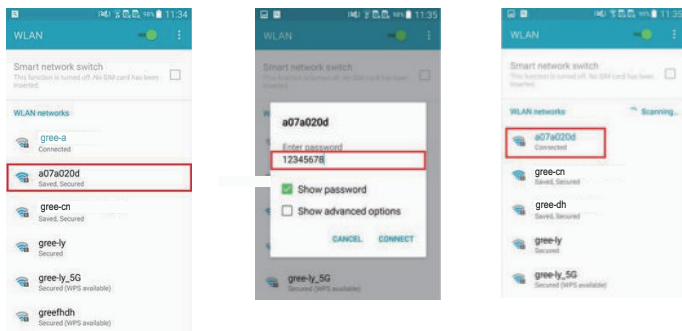 11:34
WLAN
Smart network switch
This function is turned off. No SIM card has been
inserted.
WLAN networks
gree-a
Connected
a07a020d
Saved, Secured
gree-cn
Saved, Secured
gree-ly
Secured
gree-ly_5G
Secured (WPS available)
greefhdh
Secured (WPS available)
11:35
WLAN
Smart network switch
a07a020d
Enter password
12345678
Show password
Show advanced options
CANCEL CONNECT
gree-ly_5G
Secured (WPS available)
11:35
WLAN
Smart network switch
This function is turned off. No SIM card has been
inserted.
WLAN networks Scanning...
a07a020d
Connected
gree-cn
Saved, Secured
gree-dh
Saved, Secured
gree-ly
Secured
gree-ly_5G
Secured (WPS available)